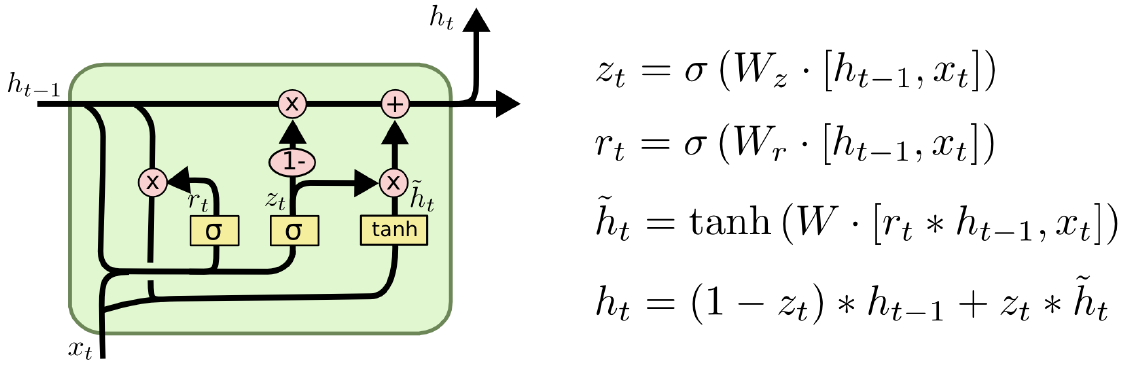 h_t
h_{t-1}
x +
1-
x r_t z_t x h̃_t
σ σ tanh
x_t
z_t = σ (W_z · [h_{t-1}, x_t])
r_t = σ (W_r · [h_{t-1}, x_t])
h̃_t = tanh (W · [r_t * h_{t-1}, x_t])
h_t = (1 − z_t) * h_{t-1} + z_t * h̃_t